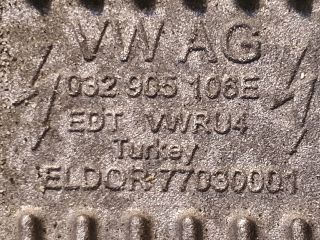 VW AG
032 905 106E
EDT VWRU4
Turkey
ELDOR 77030001